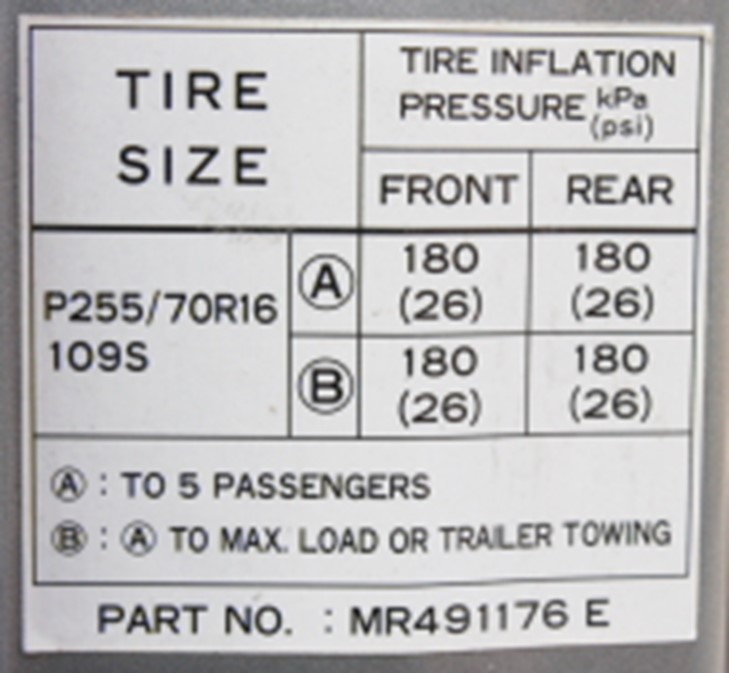 TIRE
SIZE
TIRE INFLATION
PRESSURE kPa
(psi)
FRONT REAR
P255/70R16
109S
Ⓐ 180 180
(26) (26)
Ⓑ 180 180
(26) (26)
Ⓐ : TO 5 PASSENGERS
Ⓑ : Ⓐ TO MAX. LOAD OR TRAILER TOWING
PART NO. : MR491176 E